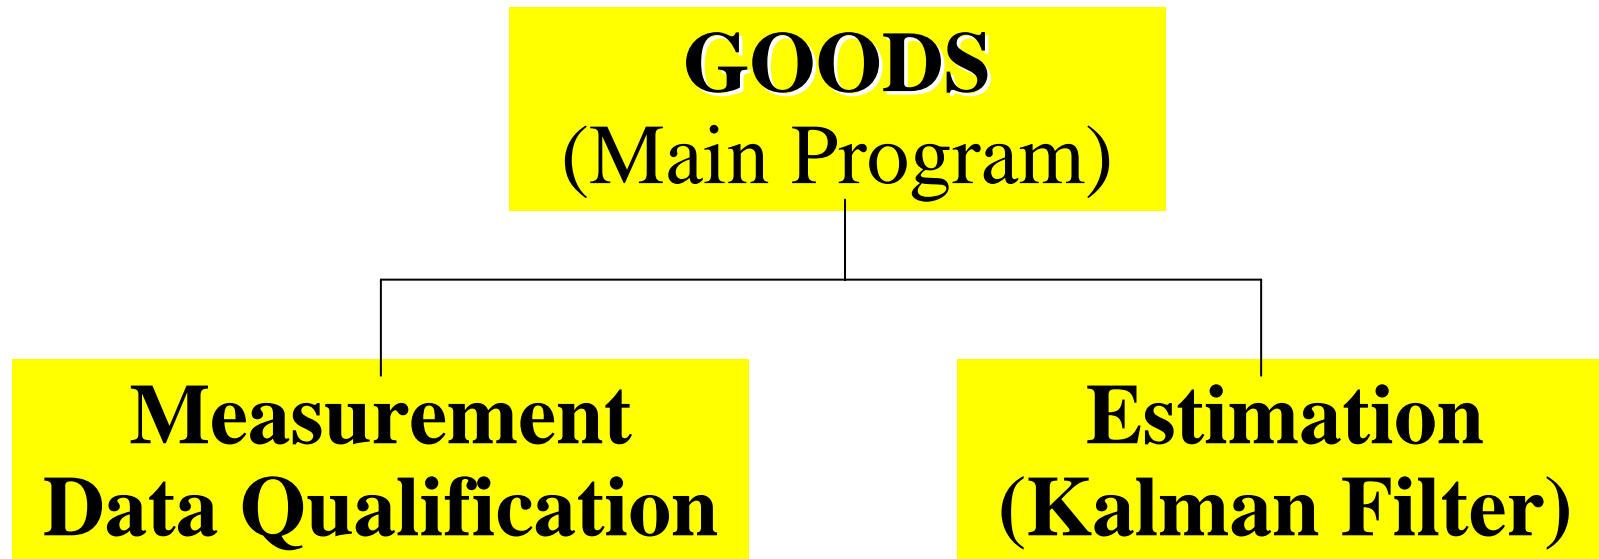 GOODS
(Main Program)
Measurement
Data Qualification
Estimation
(Kalman Filter)